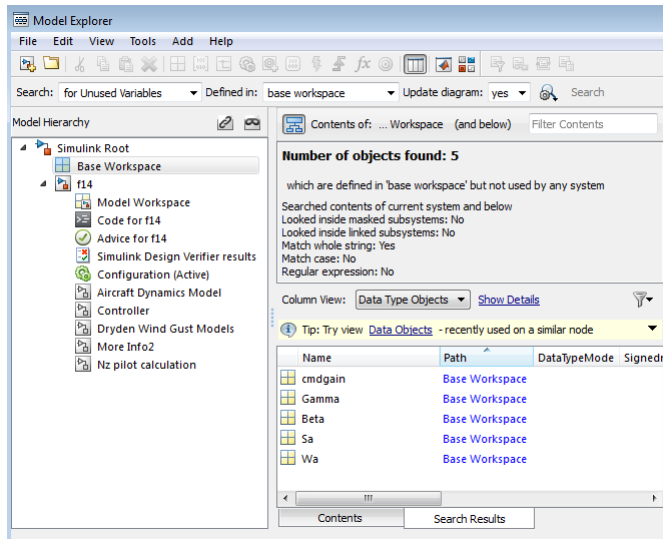 Model Explorer
File Edit View Tools Add Help
fx
Search: for Unused Variables Defined in: base workspace Update diagram: yes Search
Model Hierarchy
Simulink Root
Base Workspace
f14
Model Workspace
Code for f14
Advice for f14
Simulink Design Verifier results
Configuration (Active)
Aircraft Dynamics Model
Controller
Dryden Wind Gust Models
More Info2
Nz pilot calculation
Contents of: ... Workspace (and below) Filter Contents
Number of objects found: 5
which are defined in 'base workspace' but not used by any system
Searched contents of current system and below
Looked inside masked subsystems: No
Looked inside linked subsystems: No
Match whole string: Yes
Match case: No
Regular expression: No
Column View: Data Type Objects Show Details
Tip: Try view Data Objects - recently used on a similar node
Name Path DataTypeMode Signedr
cmdgain Base Workspace
Gamma Base Workspace
Beta Base Workspace
Sa Base Workspace
Wa Base Workspace
Contents Search Results